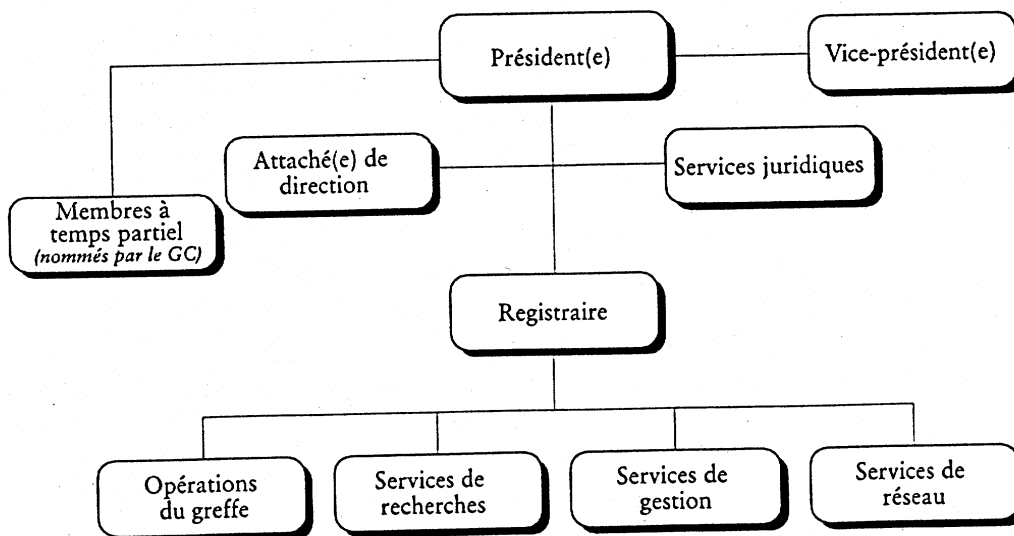 Président(e)
Vice-président(e)
Attaché(e) de
direction
Services juridiques
Membres à
temps partiel
(nommés par le GC)
Registraire
Opérations
du greffe
Services de
recherches
Services de
gestion
Services de
réseau